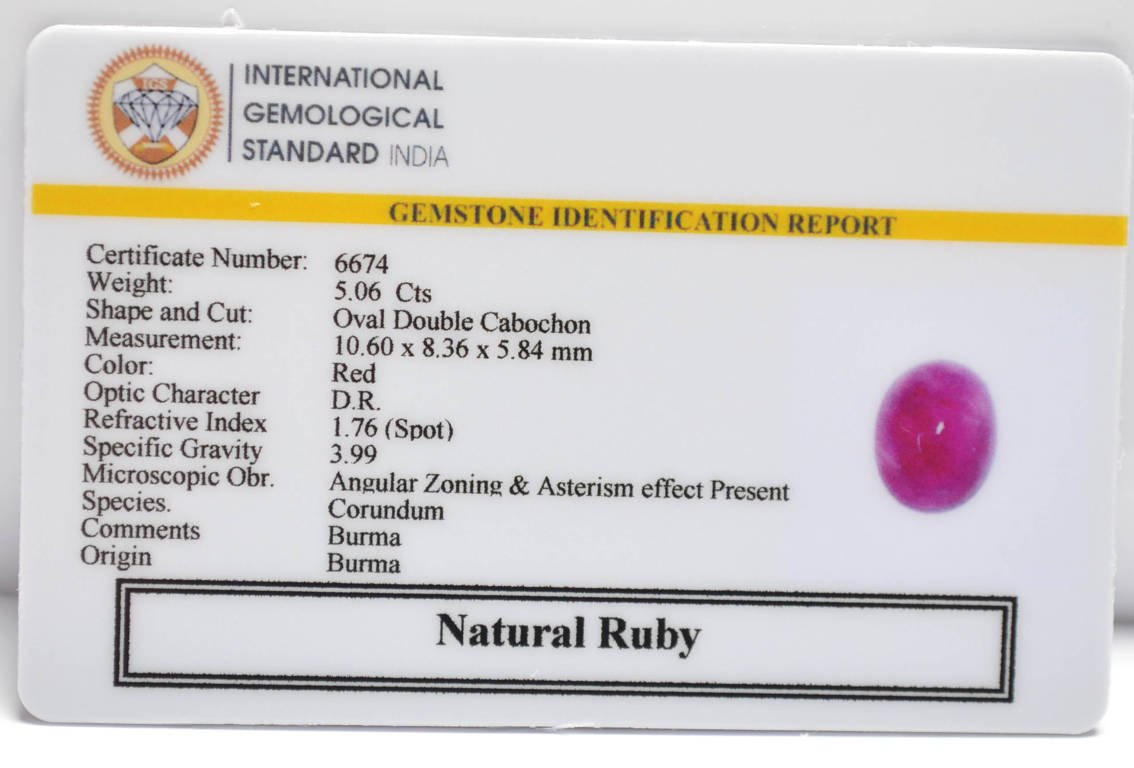 IGS
INTERNATIONAL
GEMOLOGICAL
STANDARD INDIA
GEMSTONE IDENTIFICATION REPORT
Certificate Number: 6674
Weight: 5.06 Cts
Shape and Cut: Oval Double Cabochon
Measurement: 10.60 x 8.36 x 5.84 mm
Color: Red
Optic Character D.R.
Refractive Index 1.76 (Spot)
Specific Gravity 3.99
Microscopic Obr. Angular Zoning & Asterism effect Present
Species. Corundum
Comments Burma
Origin Burma
Natural Ruby